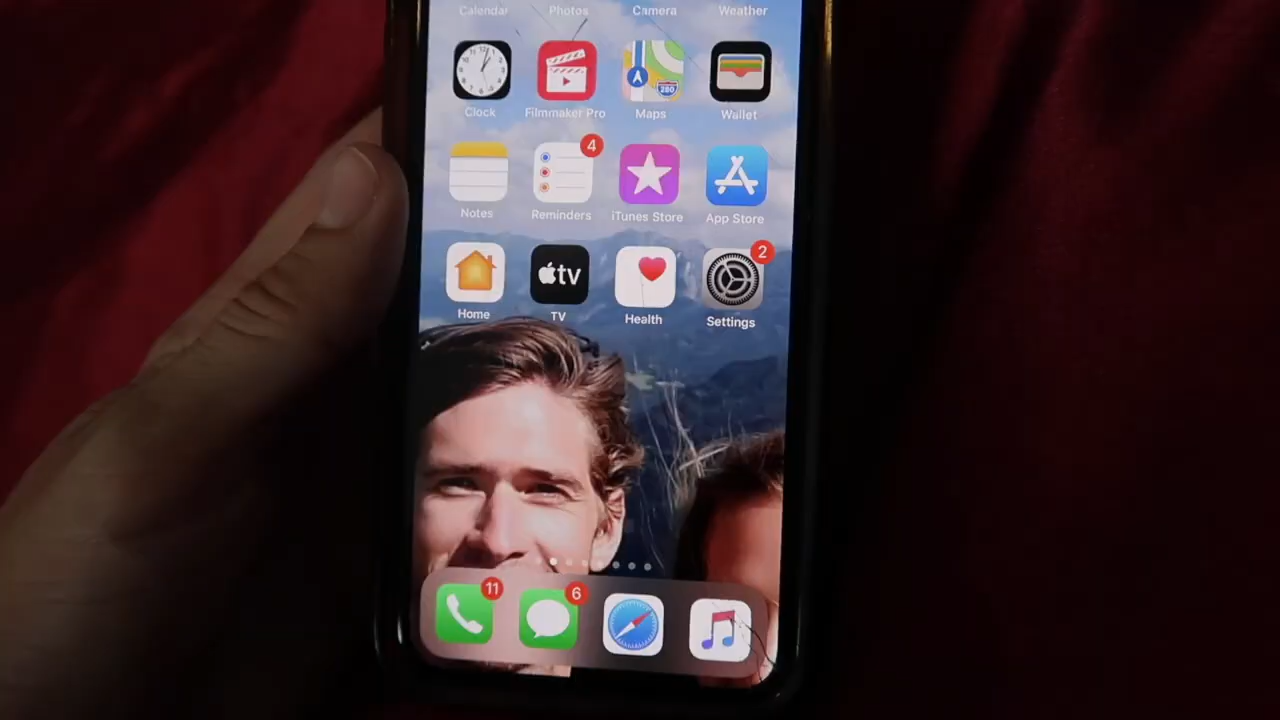 Calendar Photos Camera Weather
Clock Filmmaker Pro Maps Wallet
280
4
Notes Reminders iTunes Store App Store
tv
2
Home TV Health Settings
11 6